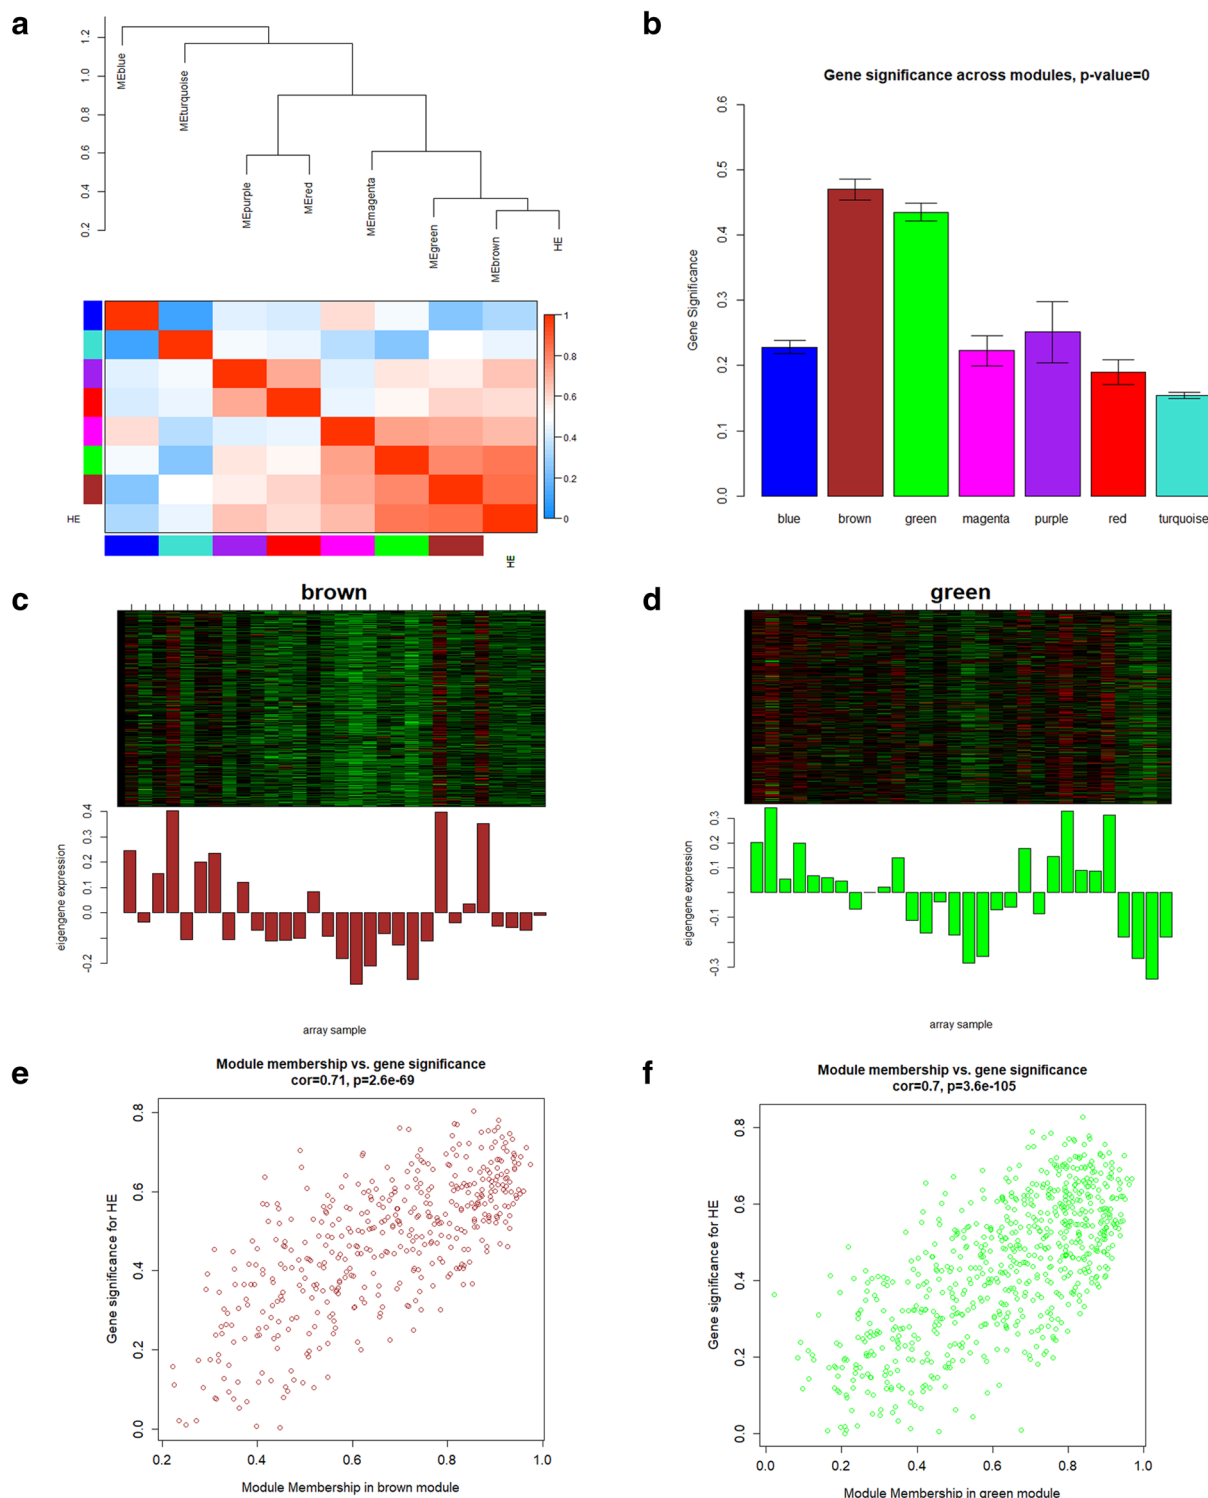 a
1.2
1.0
0.8
0.6
0.4
0.2
MEblue
MEturquoise
MEpurple
MEred
MEmagenta
MEgreen
MEbrown
HE
1
0.8
0.6
0.4
0.2
0
HE
HE
b
Gene significance across modules, p-value=0
Gene Significance
0.6
0.5
0.4
0.3
0.2
0.1
0.0
blue brown green magenta purple red turquoise
c
brown
eigengene expression
0.4
0.3
0.2
0.1
0.0
-0.2
array sample
d
green
eigengene expression
0.3
0.2
0.1
-0.1
-0.3
array sample
e
Module membership vs. gene significance
cor=0.71, p=2.6e-69
Gene significance for HE
0.8
0.6
0.4
0.2
0.0
0.2 0.4 0.6 0.8 1.0
Module Membership in brown module
f
Module membership vs. gene significance
cor=0.7, p=3.6e-105
Gene significance for HE
0.8
0.6
0.4
0.2
0.0
0.0 0.2 0.4 0.6 0.8 1.0
Module Membership in green module